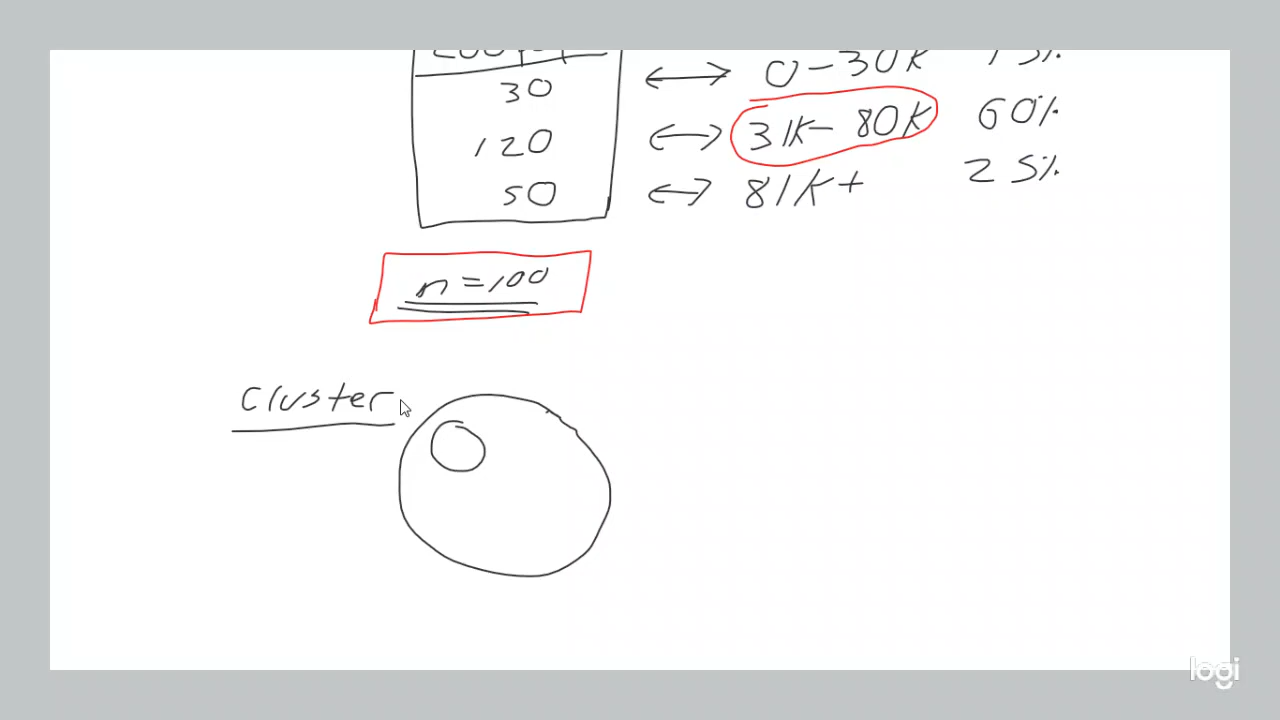 30 ↔ 0-30K
120 ↔ 31K- 80K 60%
50 ↔ 81K+ 25%
n=100
Cluster
logi